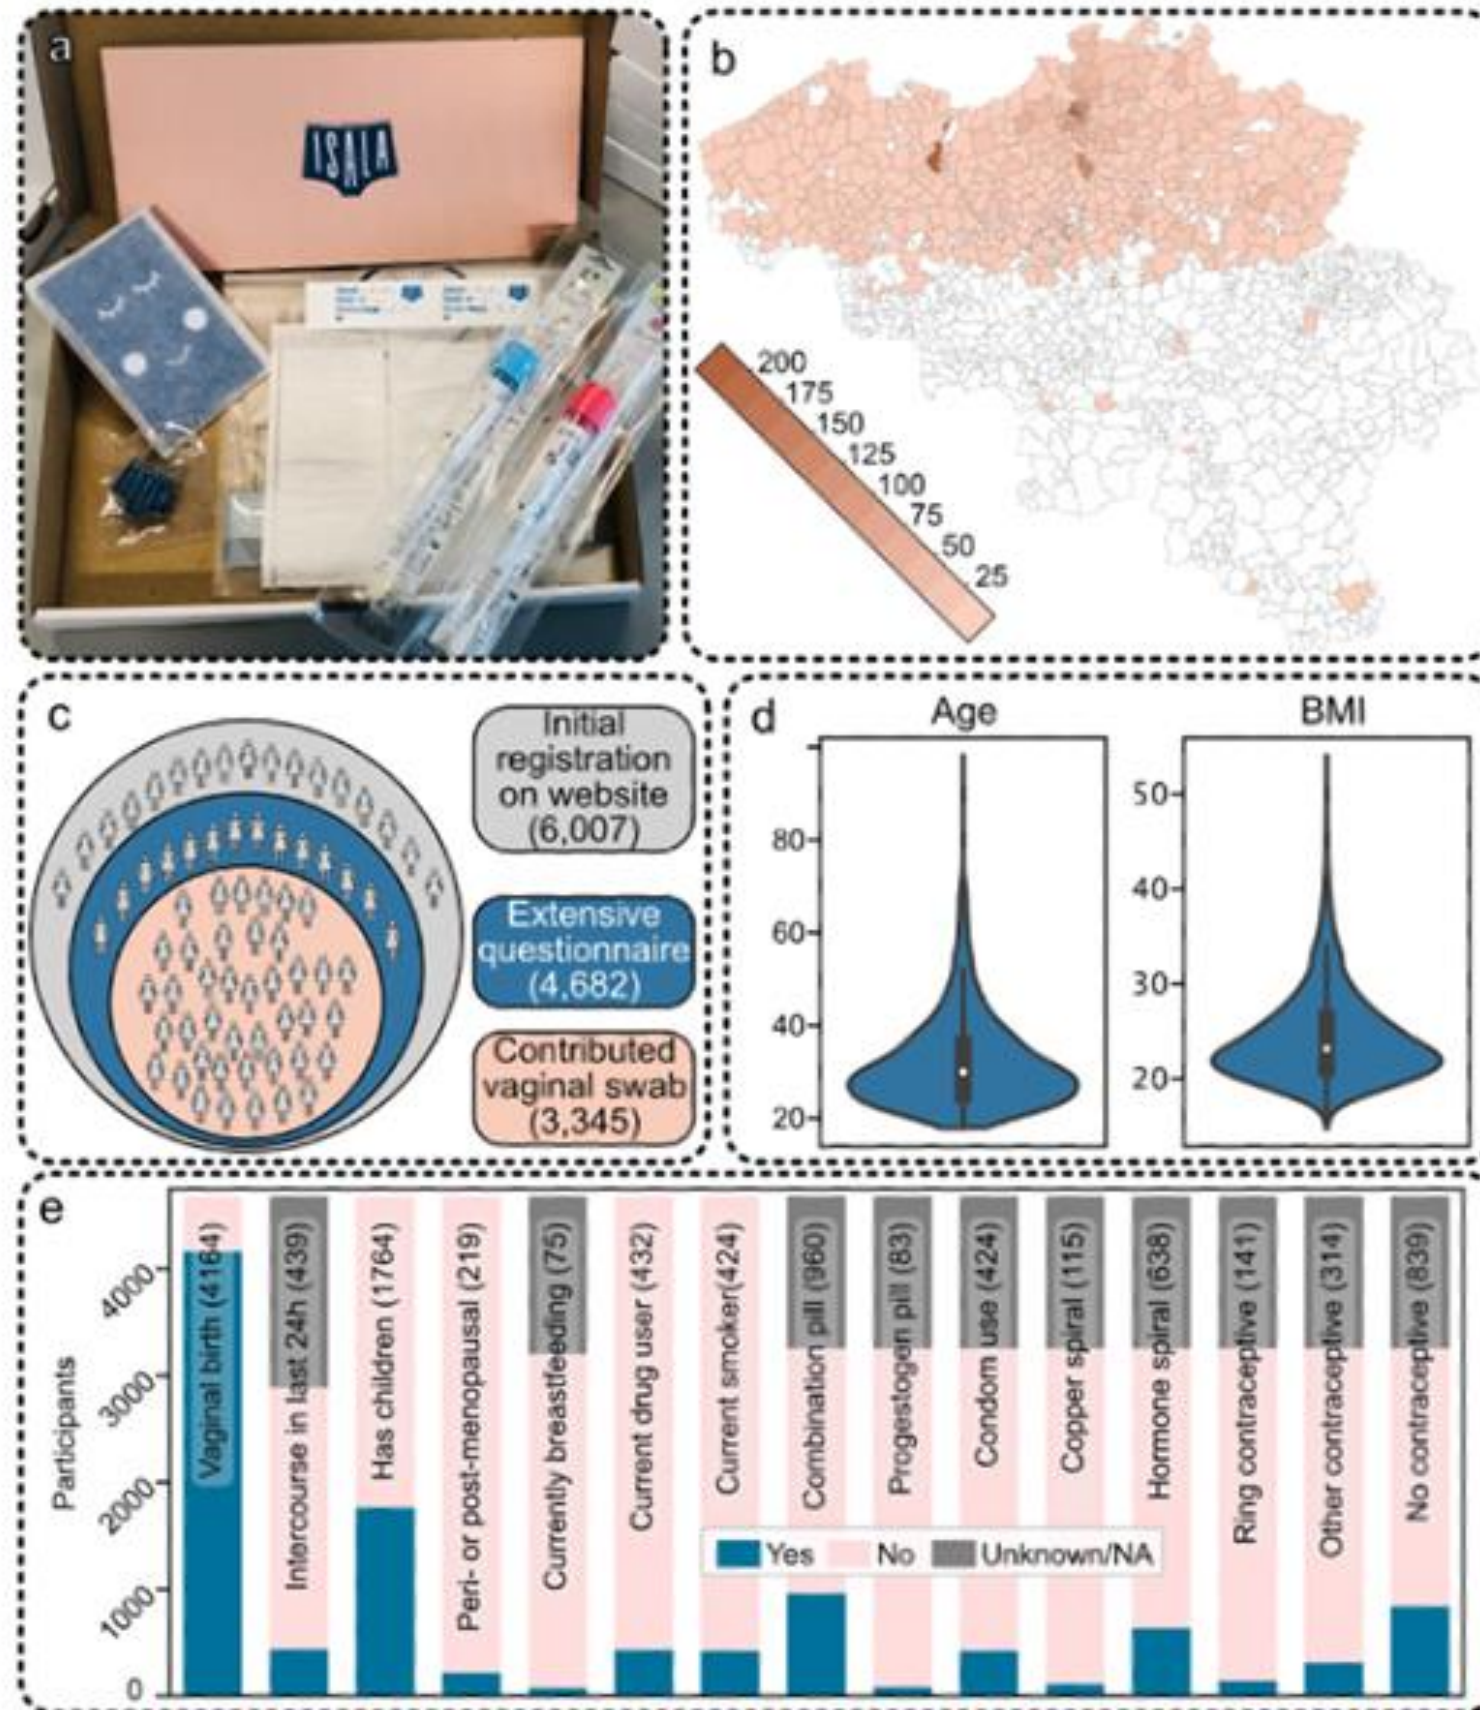 a
ISALA
b
200
175
150
125
100
75
50
25
c
Initial
registration
on website
(6,007)
Extensive
questionnaire
(4,682)
Contributed
vaginal swab
(3,345)
d
Age
BMI
80
60
40
20
50
40
30
20
e
Participants
4000
3000
2000
1000
0
Vaginal birth (4164)
Intercourse in last 24h (439)
Has children (1764)
Peri- or post-menopausal (219)
Currently breastfeeding (75)
Current drug user (432)
Current smoker(424)
Combination pill (960)
Progestogen pill (83)
Condom use (424)
Copper spiral (115)
Hormone spiral (638)
Ring contraceptive (141)
Other contraceptive (314)
No contraceptive (839)
Yes No Unknown/NA